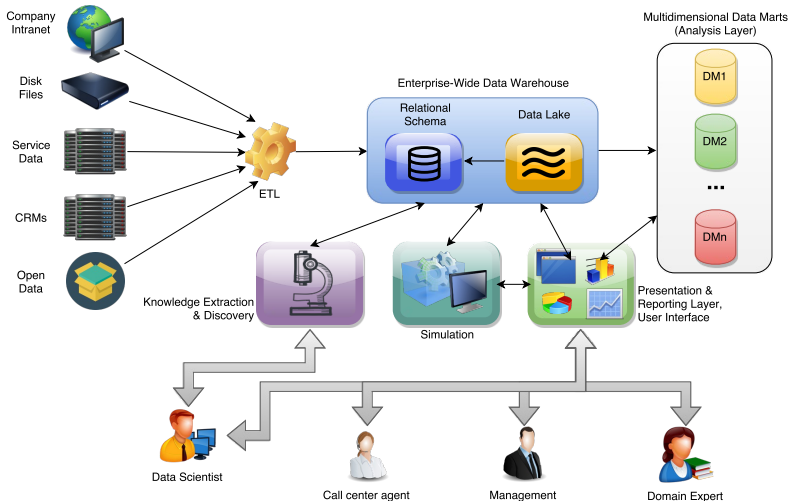 Company
Intranet
Disk
Files
Service
Data
CRMs
Open
Data
ETL
Enterprise-Wide Data Warehouse
Relational
Schema
Data Lake
Multidimensional Data Marts
(Analysis Layer)
DM1
DM2
...
DMn
Knowledge Extraction
& Discovery
Simulation
Presentation &
Reporting Layer,
User Interface
Data Scientist
Call center agent
Management
Domain Expert